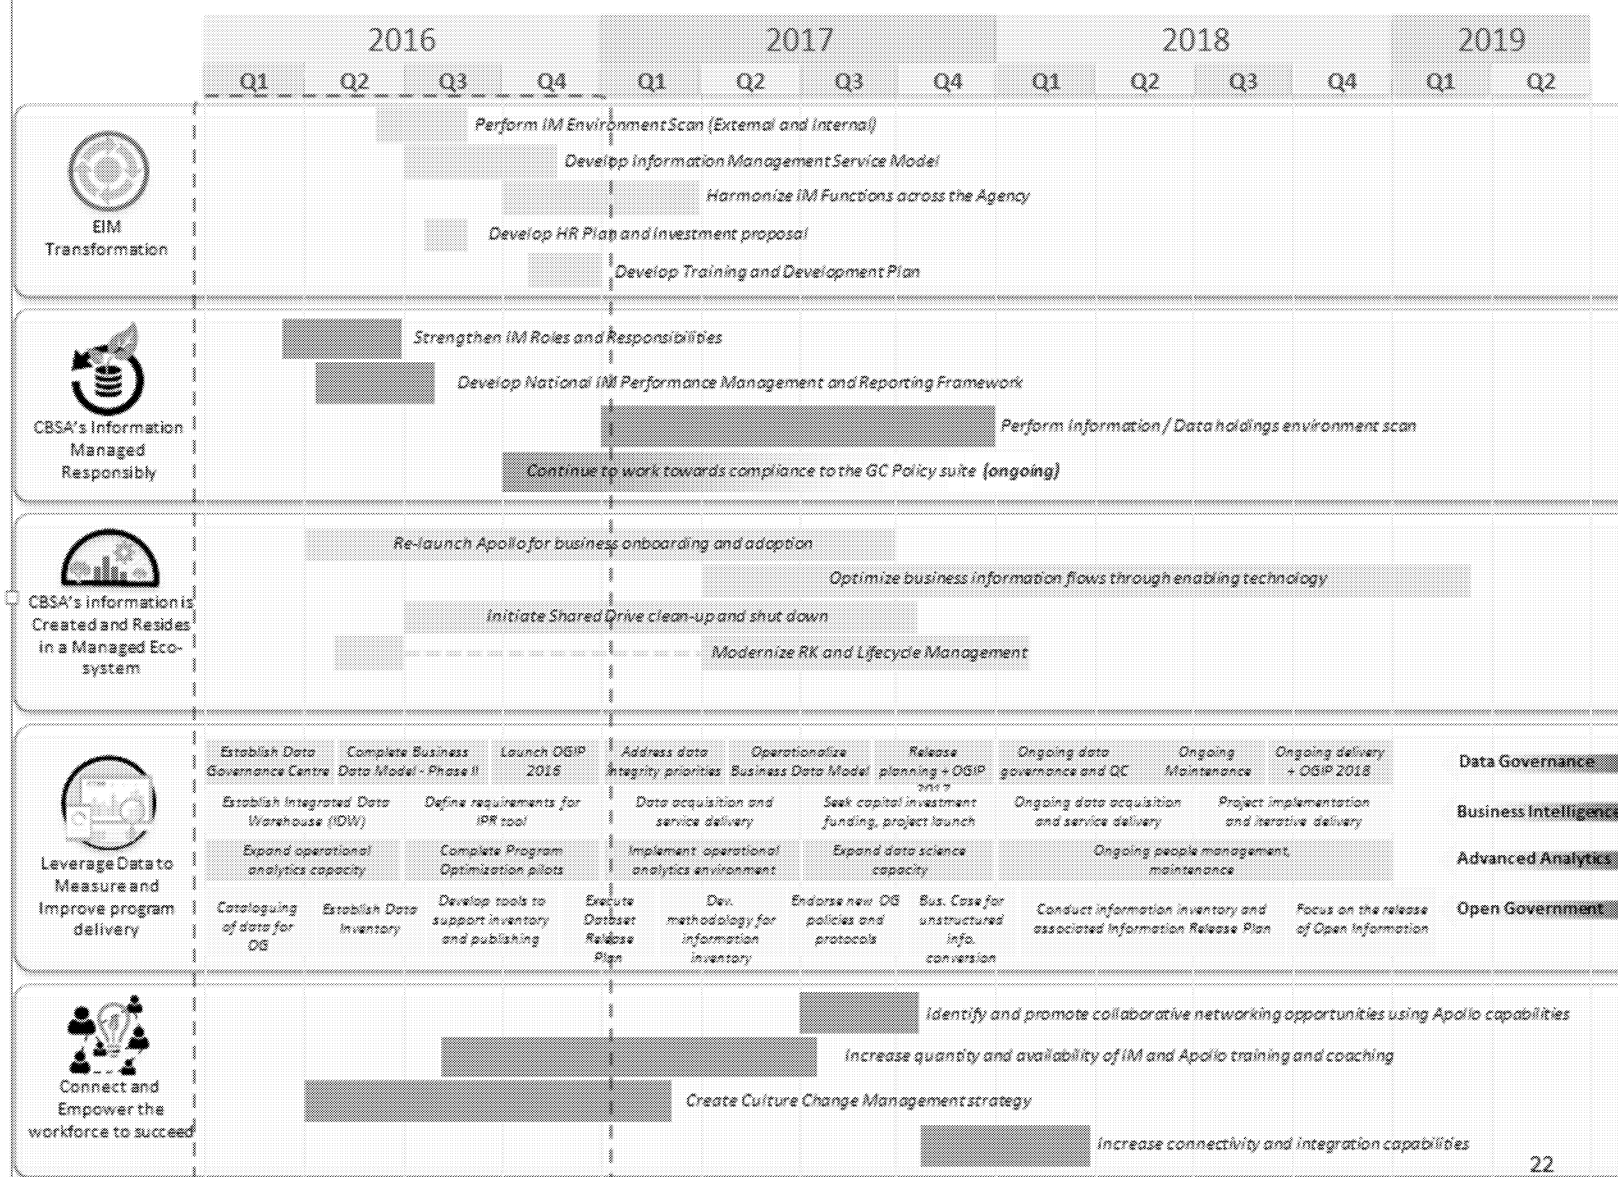 2016 2017 2018 2019
Q1 Q2 Q3 Q4 Q1 Q2 Q3 Q4 Q1 Q2 Q3 Q4 Q1 Q2
EIM
Transformation
Perform IM Environment Scan (External and Internal)
Develop Information Management Service Model
Harmonize IM Functions across the Agency
Develop HR Plan and Investment proposal
Develop Training and Development Plan
CBSA's Information
Managed
Responsibly
Strengthen IM Roles and Responsibilities
Develop National IM Performance Management and Reporting Framework
Perform Information / Data holdings environment scan
Continue to work towards compliance to the GC Policy suite (ongoing)
CBSA's information is
Created and Resides
in a Managed Eco-
system
Re-launch Apollo for business onboarding and adoption
Optimize business information flows through enabling technology
Initiate Shared Drive clean-up and shut down
Modernize RK and Lifecycle Management
Leverage Data to
Measure and
Improve program
delivery
Establish Data
Governance Centre
Complete Business
Data Model - Phase II
Launch OGIP
2016
Address data
integrity priorities
Operationalize
Business Data Model
Release
planning + OGIP
2017
Ongoing data
governance and QC
Ongoing
Maintenance
Ongoing delivery
+ OGIP 2018
Data Governance
Establish Integrated Data
Warehouse (IDW)
Define requirements for
IPR tool
Data acquisition and
service delivery
Seek capital investment
funding, project launch
Ongoing data acquisition
and service delivery
Project implementation
and iterative delivery
Business Intelligence
Expand operational
analytics capacity
Complete Program
Optimization pilots
Implement operational
analytics environment
Expand data science
capacity
Ongoing people management,
maintenance
Advanced Analytics
Cataloguing
of data for
OG
Establish Data
Inventory
Develop tools to
support inventory
and publishing
Execute
Dataset
Release
Plan
Dev.
methodology for
information
inventory
Endorse new OG
policies and
protocols
Bus. Case for
unstructured
info.
conversion
Conduct information inventory and
associated Information Release Plan
Focus on the release
of Open Information
Open Government
Connect and
Empower the
workforce to succeed
Identify and promote collaborative networking opportunities using Apollo capabilities
Increase quantity and availability of IM and Apollo training and coaching
Create Culture Change Management strategy
Increase connectivity and integration capabilities
22